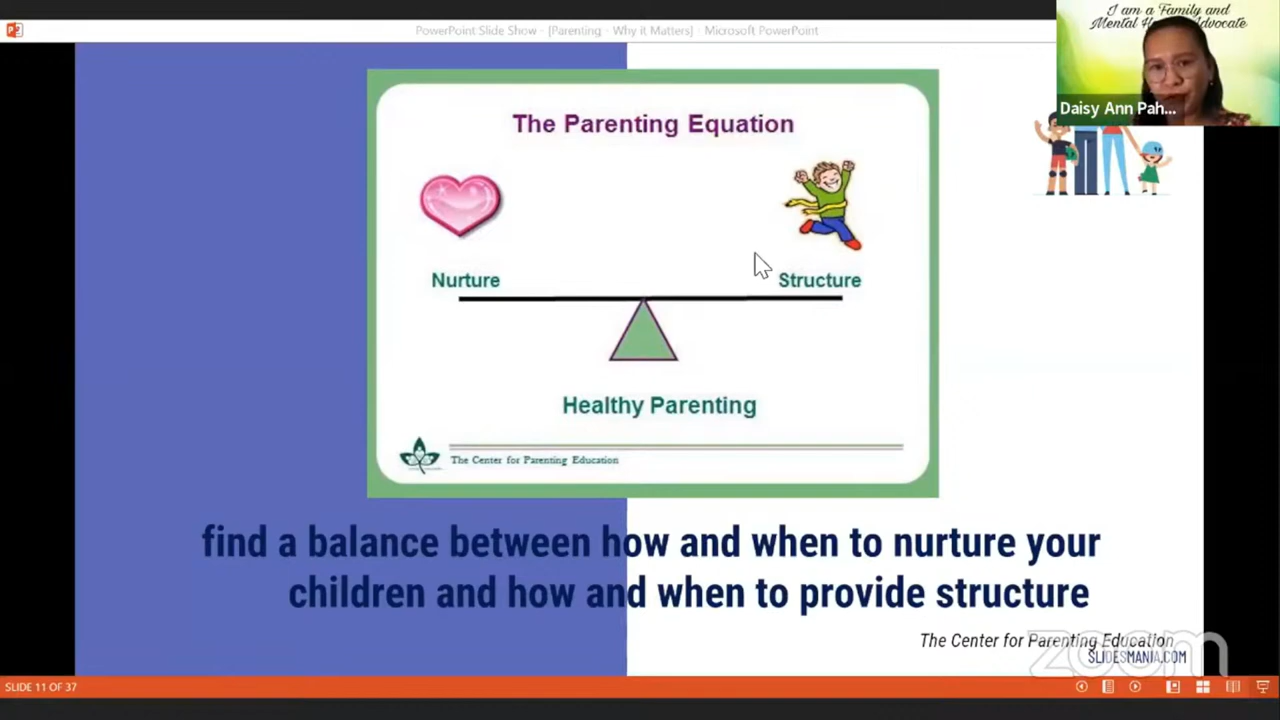 PowerPoint Slide Show - [Parenting - Why it Matters] - Microsoft PowerPoint
I am a Family and
Mental Health Advocate
Daisy Ann Pah...
The Parenting Equation
Nurture
Structure
Healthy Parenting
The Center for Parenting Education
find a balance between how and when to nurture your
children and how and when to provide structure
The Center for Parenting Education
SLIDESMANIA.COM
zoom
SLIDE 11 OF 37